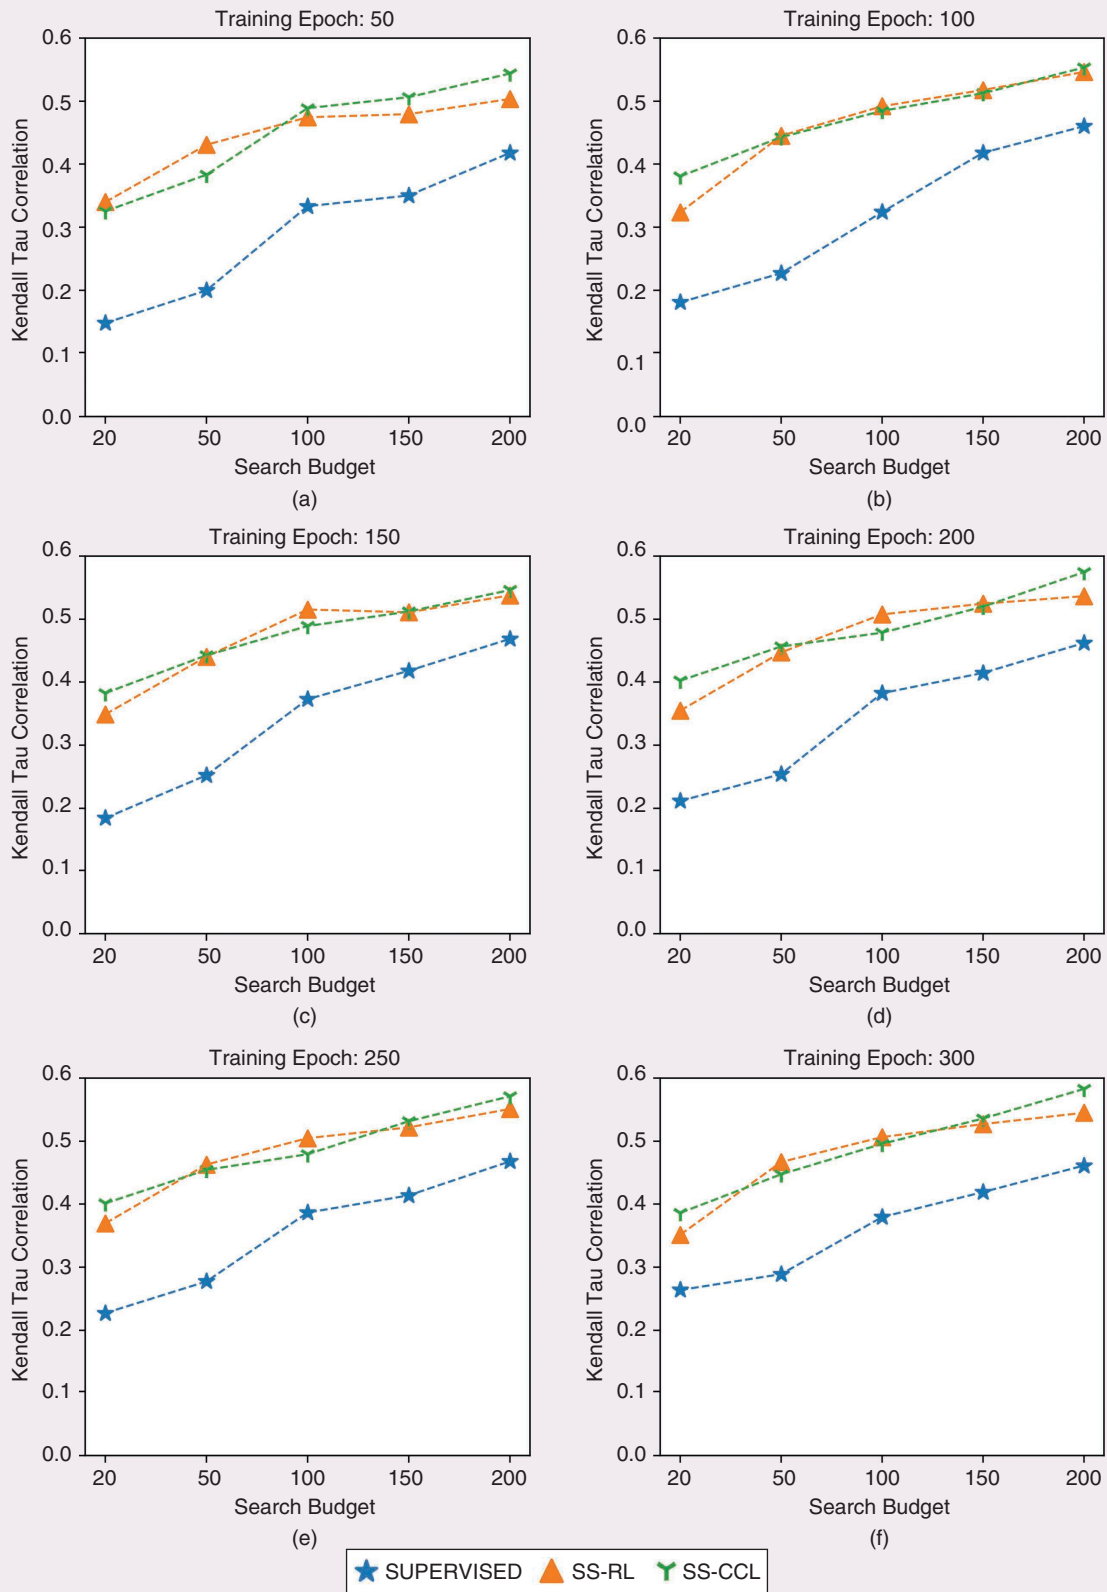 Training Epoch: 50
Kendall Tau Correlation
0.6
0.5
0.4
0.3
0.2
0.1
0.0
20 50 100 150 200
Search Budget
(a)
Training Epoch: 100
Kendall Tau Correlation
0.6
0.5
0.4
0.3
0.2
0.1
0.0
20 50 100 150 200
Search Budget
(b)
Training Epoch: 150
Kendall Tau Correlation
0.6
0.5
0.4
0.3
0.2
0.1
0.0
20 50 100 150 200
Search Budget
(c)
Training Epoch: 200
Kendall Tau Correlation
0.6
0.5
0.4
0.3
0.2
0.1
0.0
20 50 100 150 200
Search Budget
(d)
Training Epoch: 250
Kendall Tau Correlation
0.6
0.5
0.4
0.3
0.2
0.1
0.0
20 50 100 150 200
Search Budget
(e)
Training Epoch: 300
Kendall Tau Correlation
0.6
0.5
0.4
0.3
0.2
0.1
0.0
20 50 100 150 200
Search Budget
(f)
SUPERVISED SS-RL SS-CCL